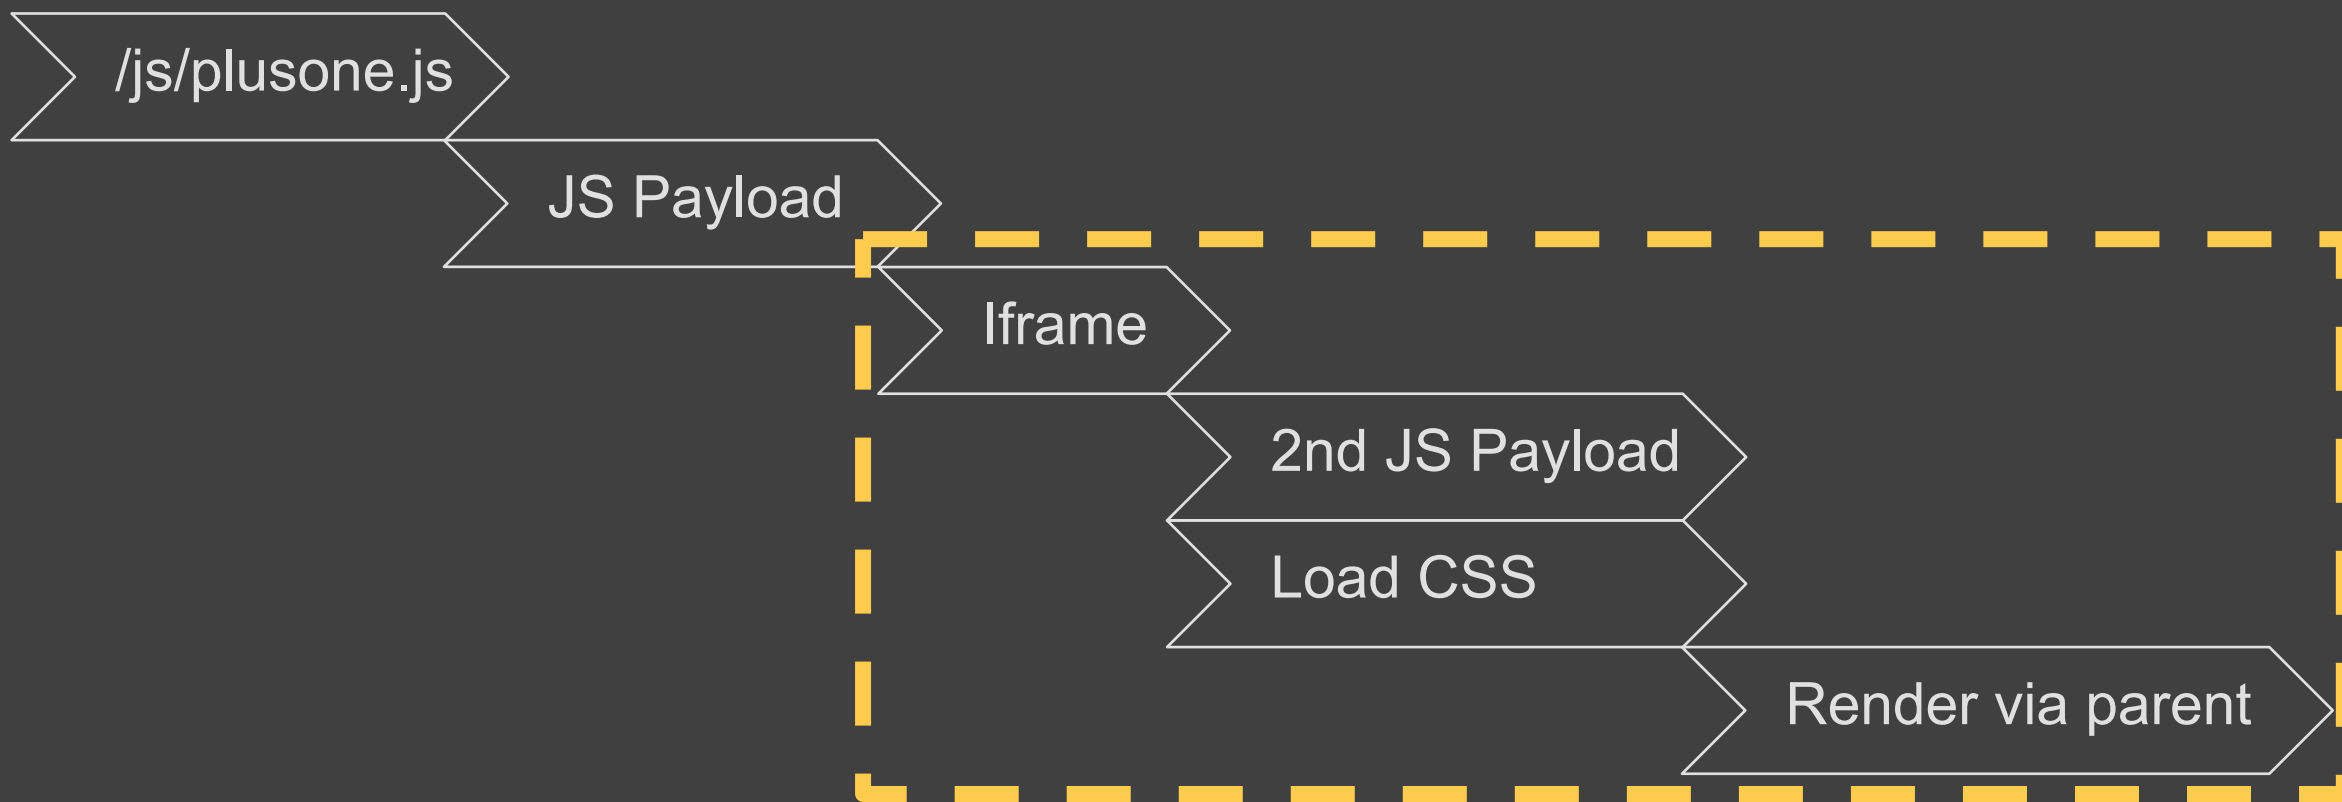 /js/plusone.js
JS Payload
Iframe
2nd JS Payload
Load CSS
Render via parent